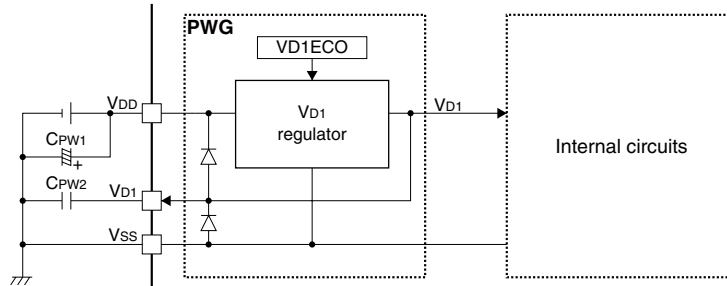 PWG
VD1ECO
VDD
VD1
regulator
VD1
Internal circuits
CPW1
+
CPW2
VD1
VSS